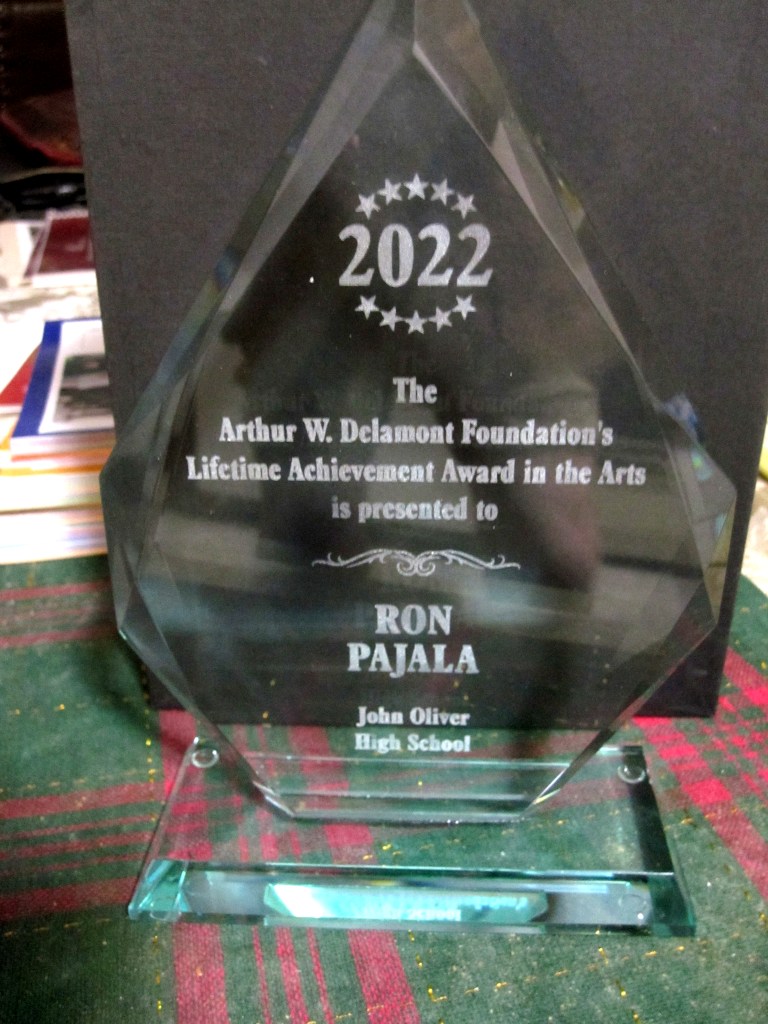 2022
The
Arthur W. Delamont Foundation's
Lifetime Achievement Award in the Arts
is presented to
RON
PAJALA
John Oliver
High School